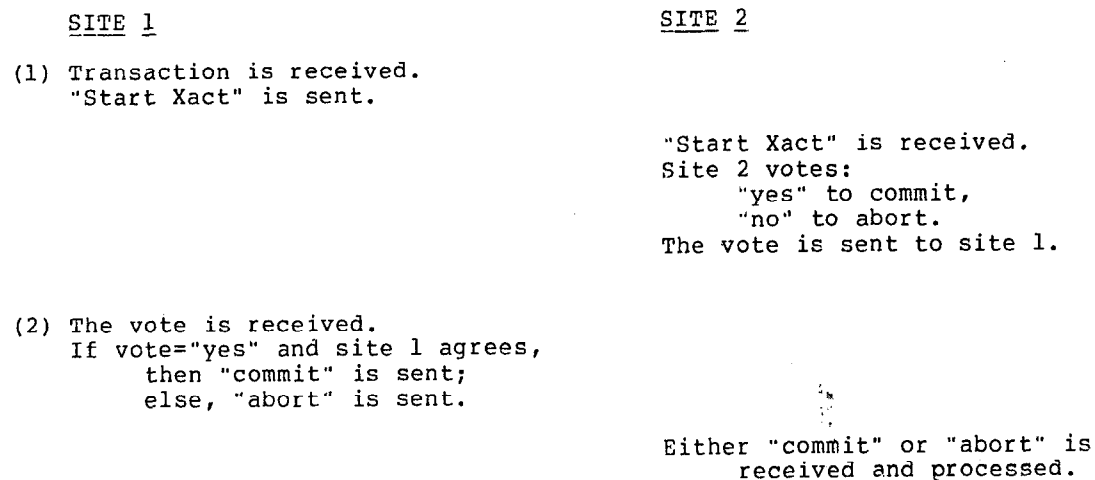 SITE 1
SITE 2
(1) Transaction is received.
"Start Xact" is sent.
"Start Xact" is received.
Site 2 votes:
"yes" to commit,
"no" to abort.
The vote is sent to site 1.
(2) The vote is received.
If vote="yes" and site 1 agrees,
then "commit" is sent;
else, "abort" is sent.
Either "commit" or "abort" is
received and processed.